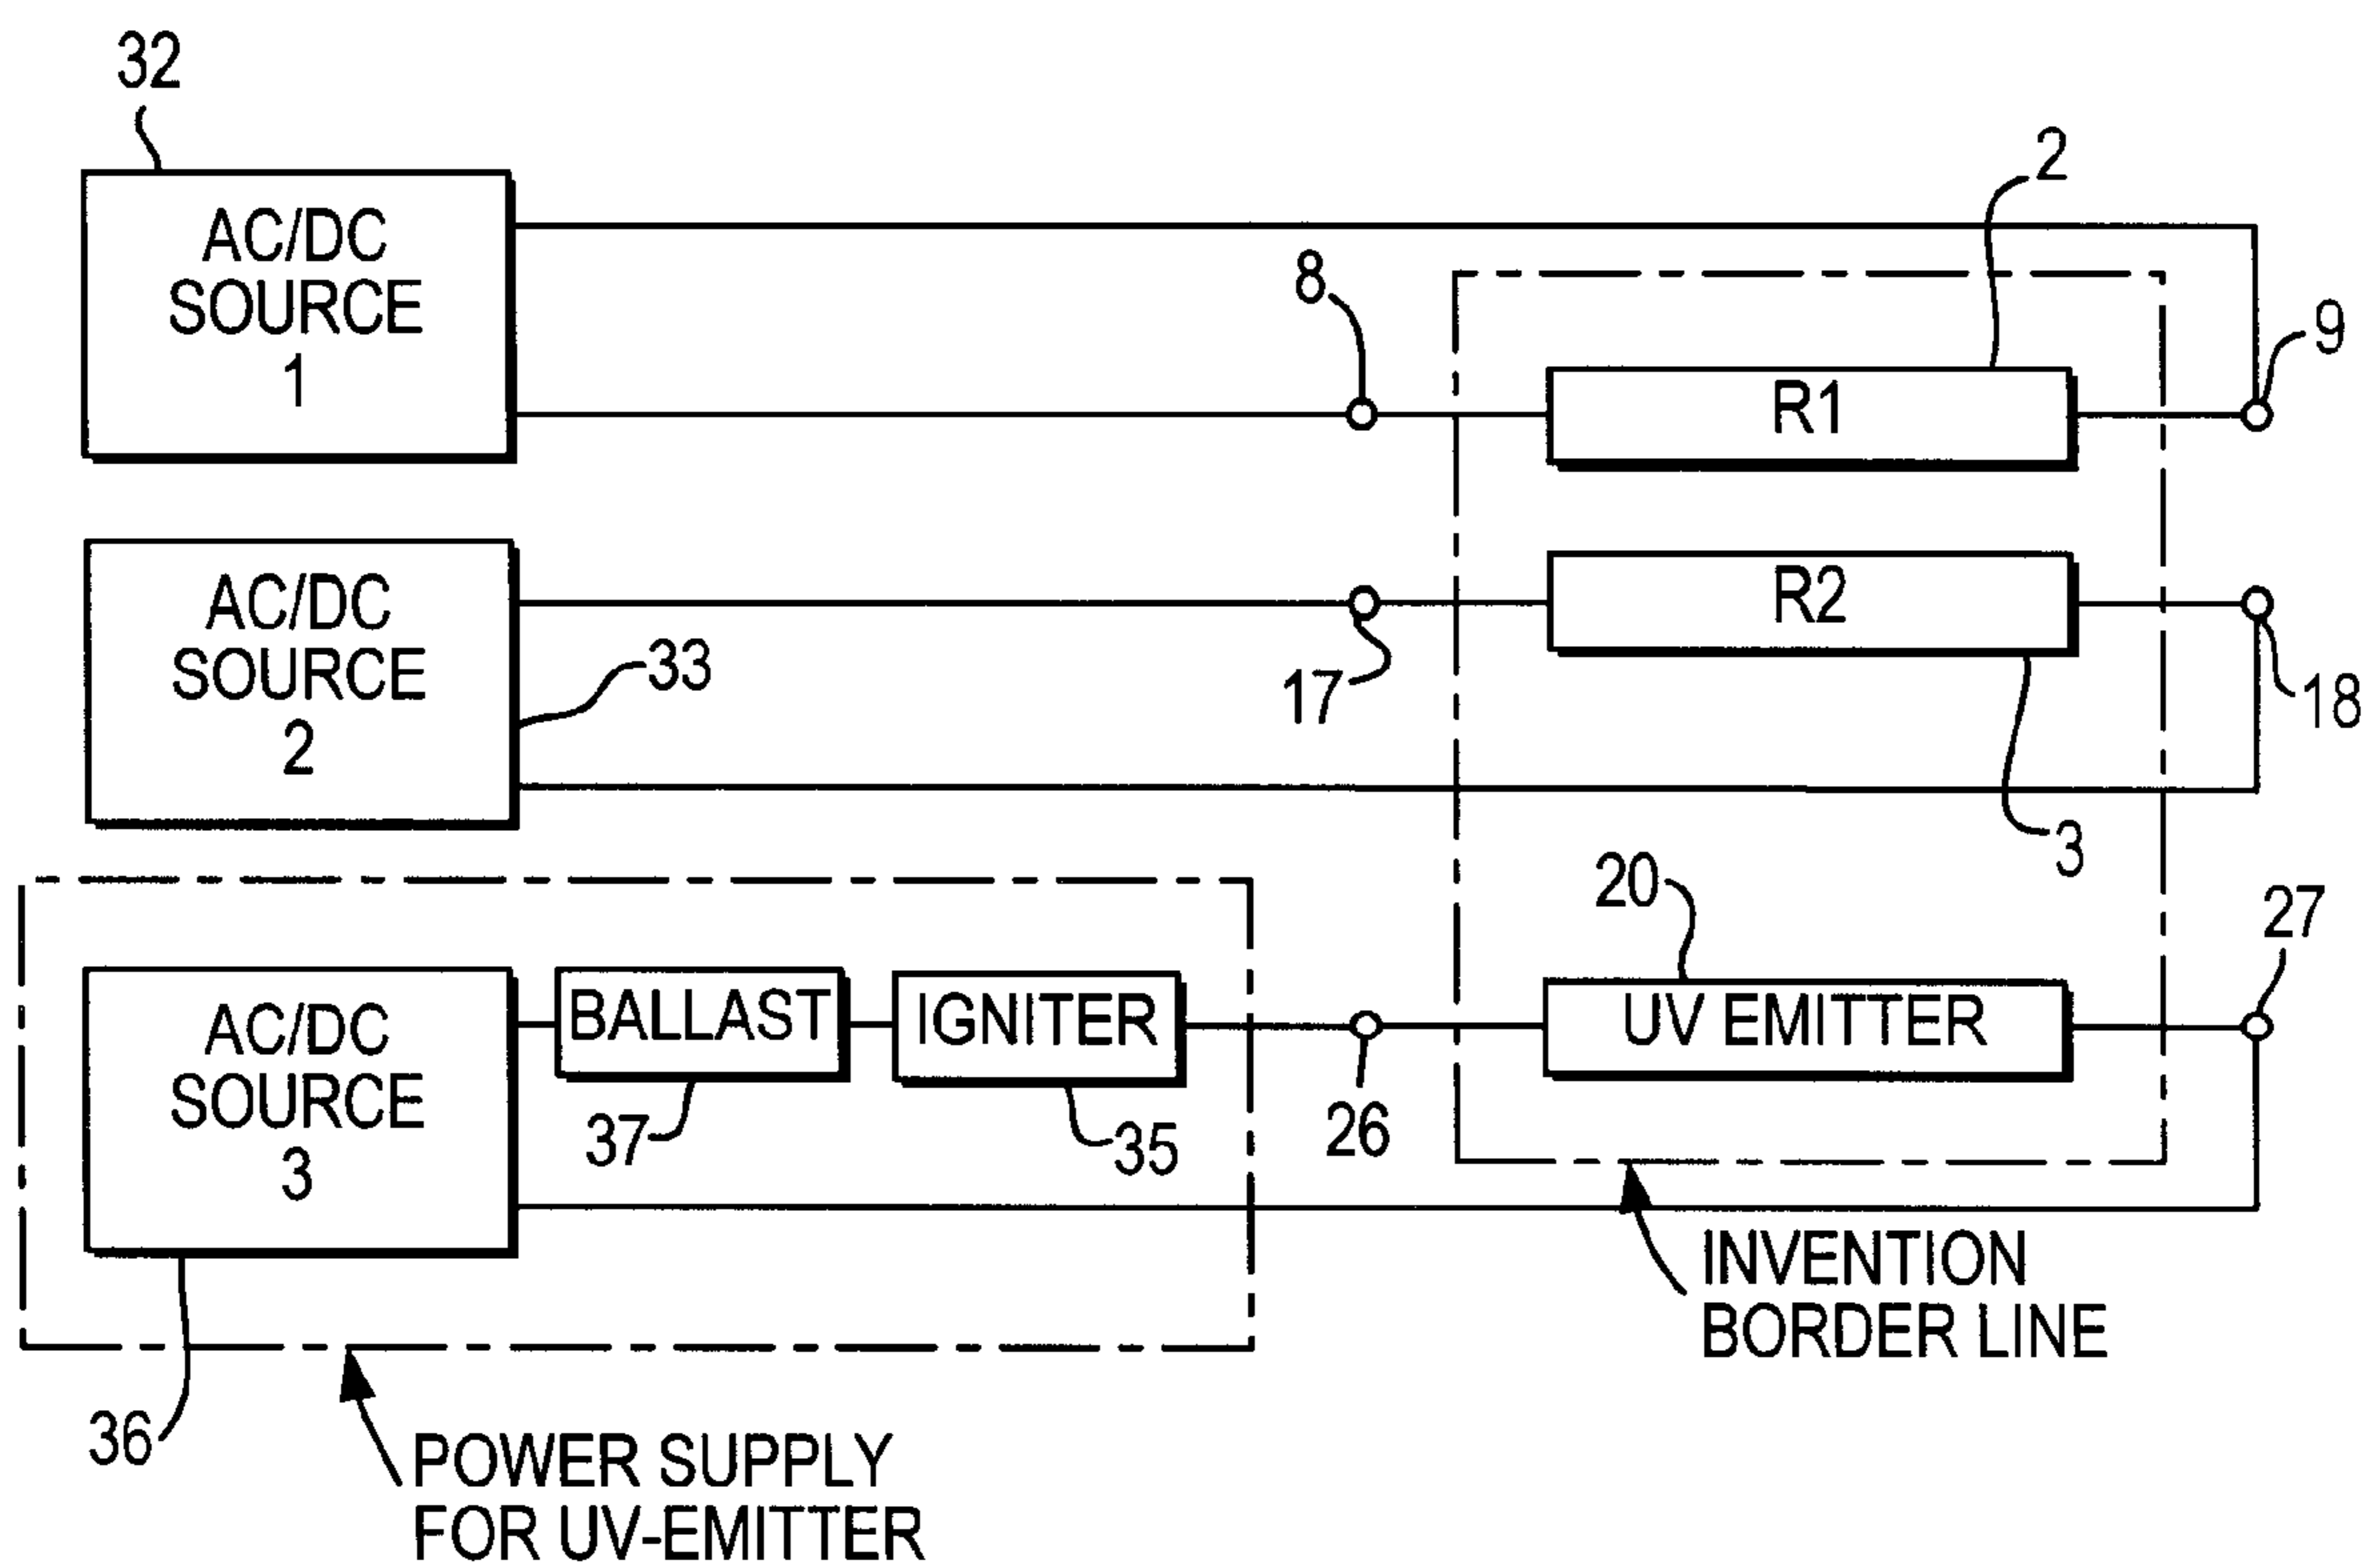 32
AC/DC
SOURCE
1
8
2
R1
9
AC/DC
SOURCE
2
33
17
R2
18
3
20
27
AC/DC
SOURCE
3
BALLAST
IGNITER
UV EMITTER
37
35
26
36
INVENTION
BORDER LINE
POWER SUPPLY
FOR UV-EMITTER